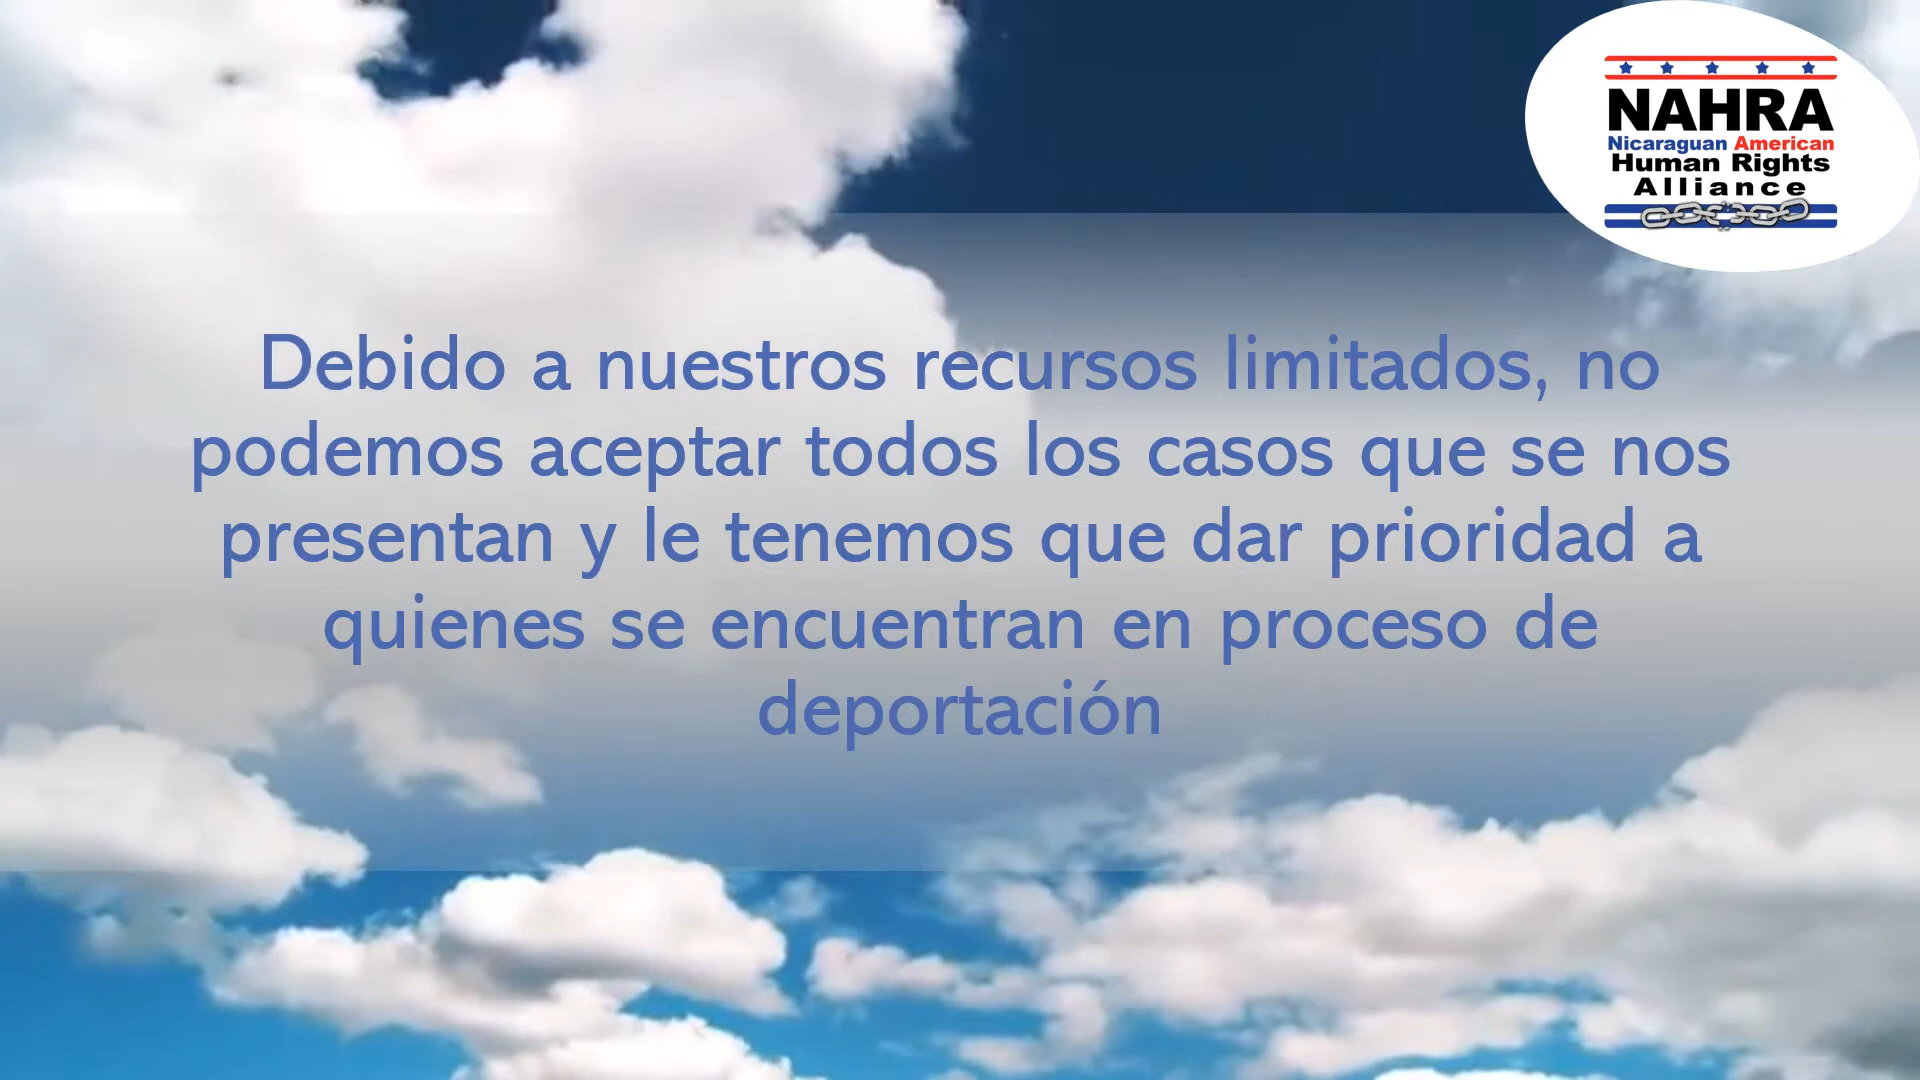 NAHRA
Nicaraguan American
Human Rights
Alliance
Debido a nuestros recursos limitados, no
podemos aceptar todos los casos que se nos
presentan y le tenemos que dar prioridad a
quienes se encuentran en proceso de
deportación